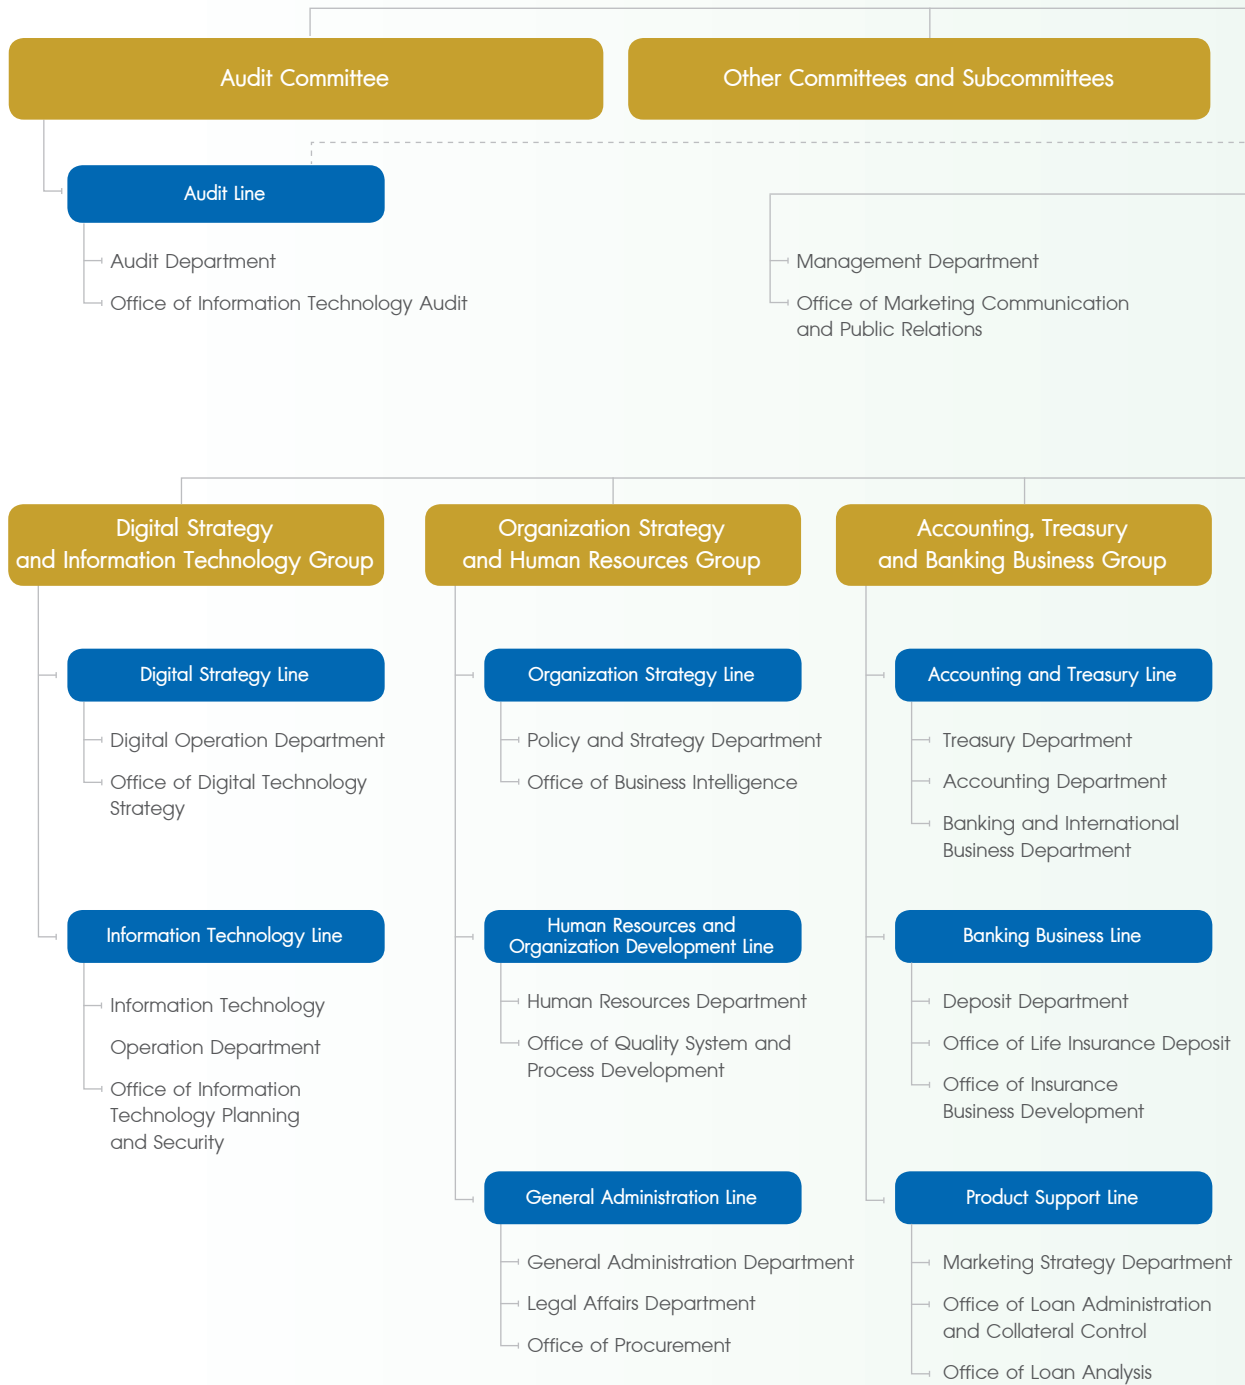 Audit Committee
Other Committees and Subcommittees
Audit Line
Audit Department
Office of Information Technology Audit
Management Department
Office of Marketing Communication
and Public Relations
Digital Strategy
and Information Technology Group
Digital Strategy Line
Digital Operation Department
Office of Digital Technology
Strategy
Information Technology Line
Information Technology
Operation Department
Office of Information
Technology Planning
and Security
Organization Strategy
and Human Resources Group
Organization Strategy Line
Policy and Strategy Department
Office of Business Intelligence
Human Resources and
Organization Development Line
Human Resources Department
Office of Quality System and
Process Development
General Administration Line
General Administration Department
Legal Affairs Department
Office of Procurement
Accounting, Treasury
and Banking Business Group
Accounting and Treasury Line
Treasury Department
Accounting Department
Banking and International
Business Department
Banking Business Line
Deposit Department
Office of Life Insurance Deposit
Office of Insurance
Business Development
Product Support Line
Marketing Strategy Department
Office of Loan Administration
and Collateral Control
Office of Loan Analysis